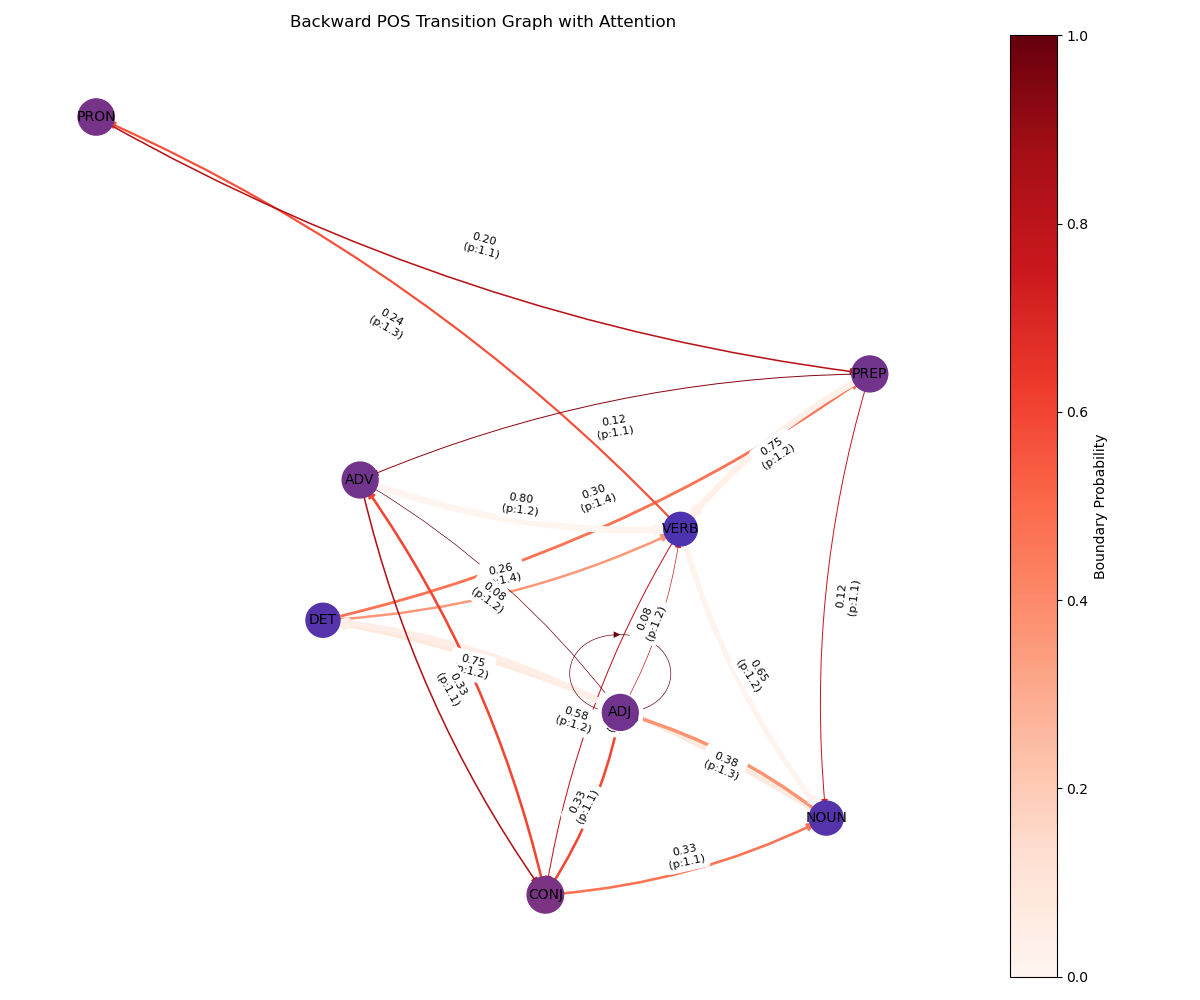 Backward POS Transition Graph with Attention
1.0
PRON
0.8
0.20
(p:1.1)
0.24
(p:1.3)
PREP
0.6
0.12
(p:1.1)
0.75
(p:1.2)
ADV
0.80
(p:1.2)
0.30
(p:1.4)
VERB
Boundary Probability
0.26
0.08
(p:1.2)
0.12
(p:1.1)
0.4
DET
0.08
(p:1.2)
0.75
0.33
(p:1.1)
0.65
(p:1.2)
0.58
(p:1.2)
ADJ
0.38
(p:1.3)
0.2
0.33
(p:1.1)
NOUN
0.33
(p:1.1)
CONJ
0.0